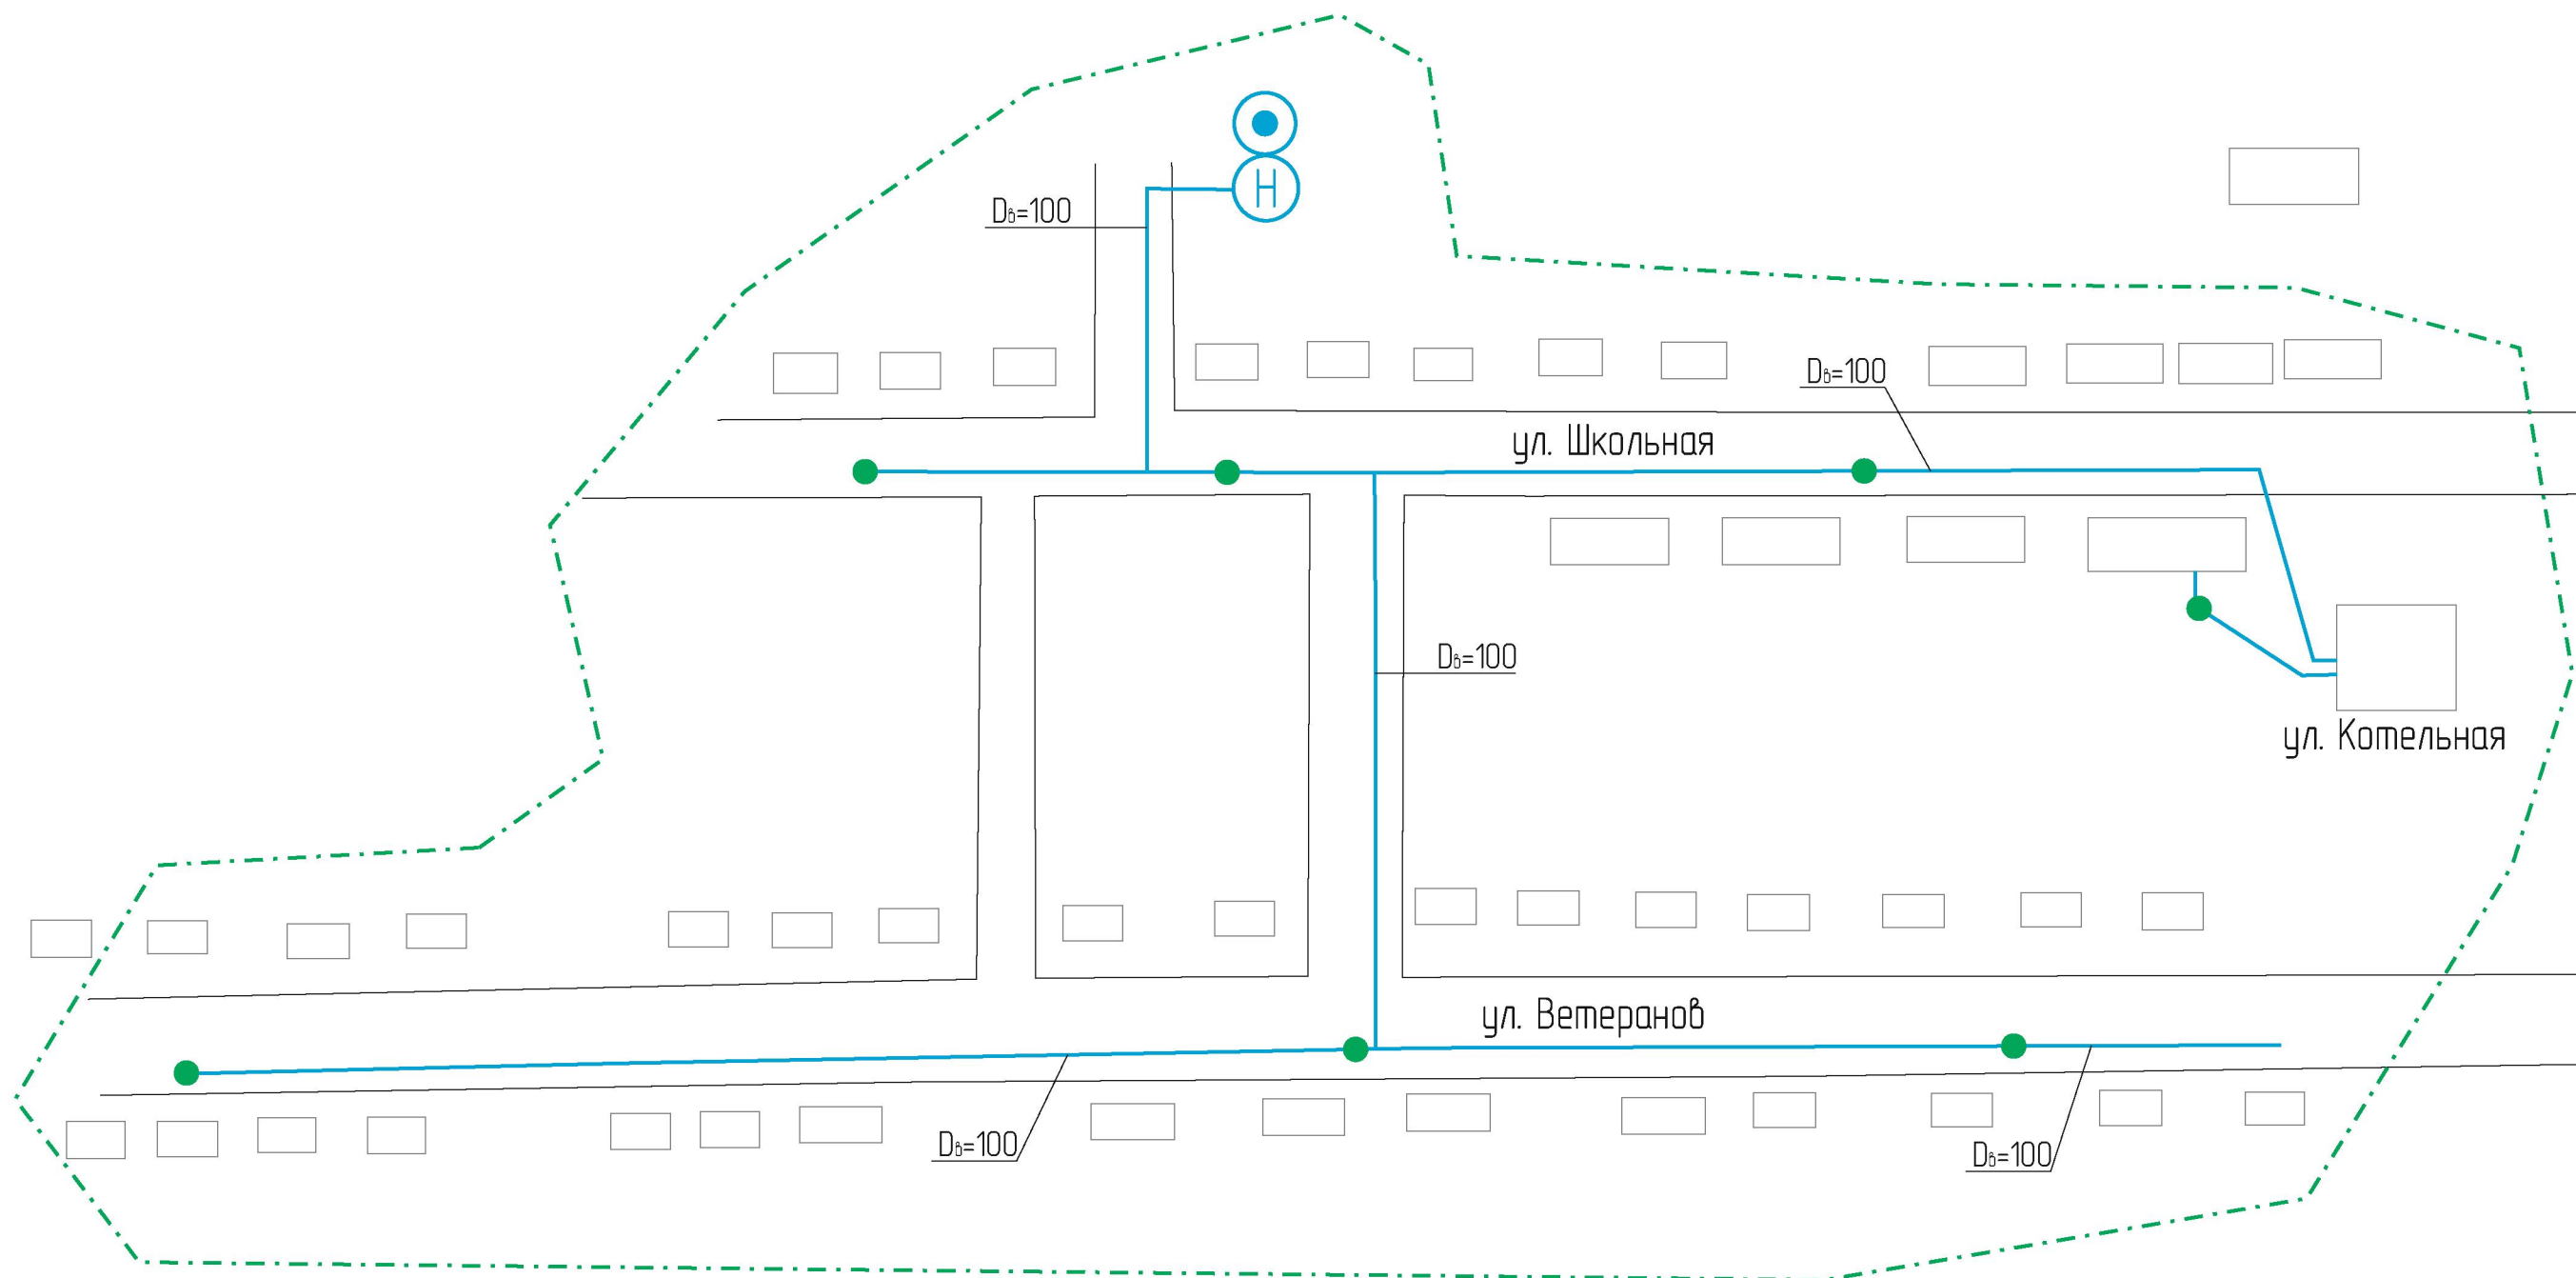 Н
Dв=100
Dв=100
ул. Школьная
Dв=100
ул. Котельная
ул. Ветеранов
Dв=100
Dв=100